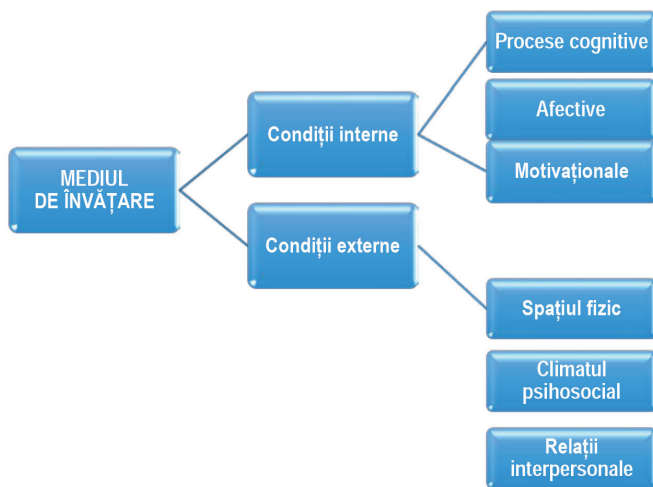 MEDIUL
DE ÎNVĂȚARE
Condiții interne
Procese cognitive
Afective
Motivaționale
Condiții externe
Spațiul fizic
Climatul
psihosocial
Relații
interpersonale